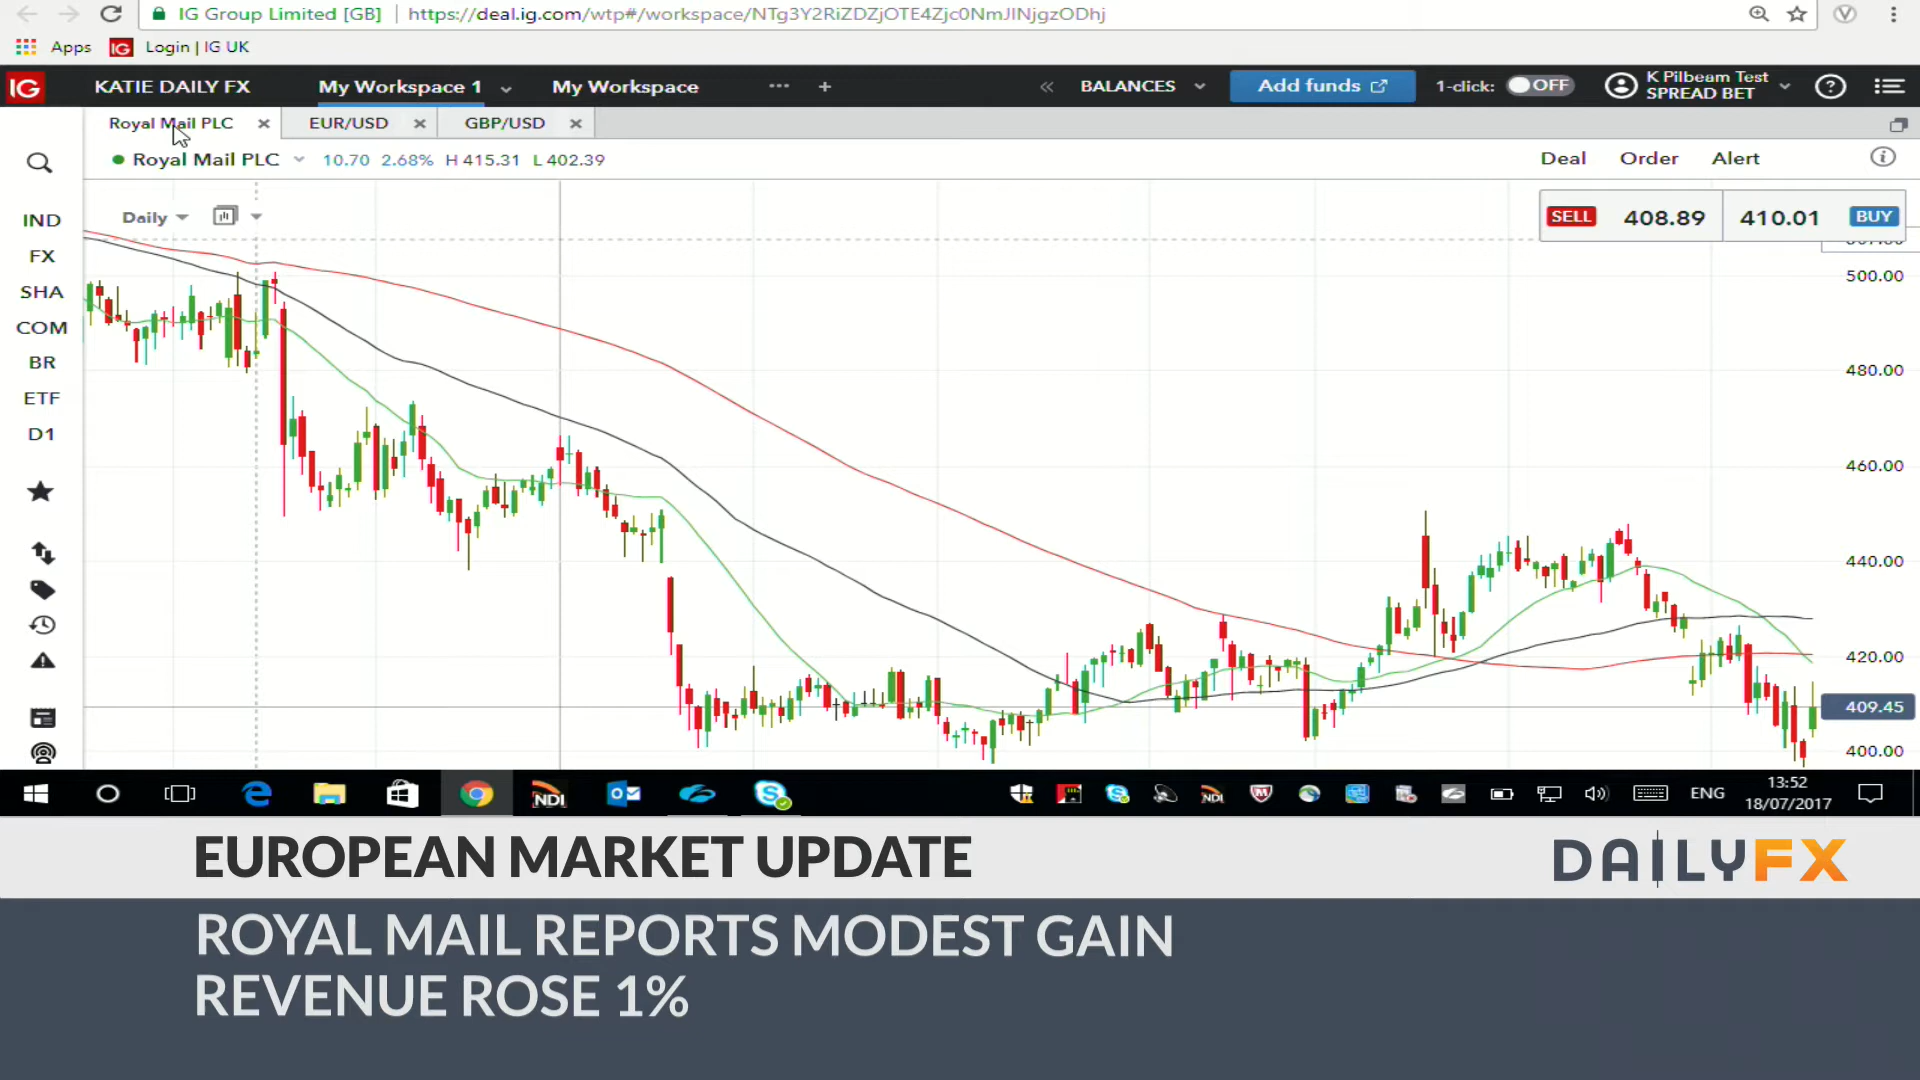 IG Group Limited [GB] | https://deal.ig.com/wtp#/workspace/NTg3Y2RiZDZjOTE4Zjc0NmJlNjgzODhj
Apps IG Login | IG UK
IG KATIE DAILY FX My Workspace 1 My Workspace ··· + « BALANCES Add funds 1-click: OFF K Pilbeam Test
SPREAD BET ?
Royal Mail PLC × EUR/USD × GBP/USD ×
Royal Mail PLC 10.70 2.68% H 415.31 L 402.39 Deal Order Alert
Daily SELL 408.89 410.01 BUY
IND
FX
SHA
COM
BR
ETF
D1
500.00
480.00
460.00
440.00
420.00
409.45
400.00
NDI ENG 13:52
18/07/2017
EUROPEAN MARKET UPDATE
DAILYFX
ROYAL MAIL REPORTS MODEST GAIN
REVENUE ROSE 1%